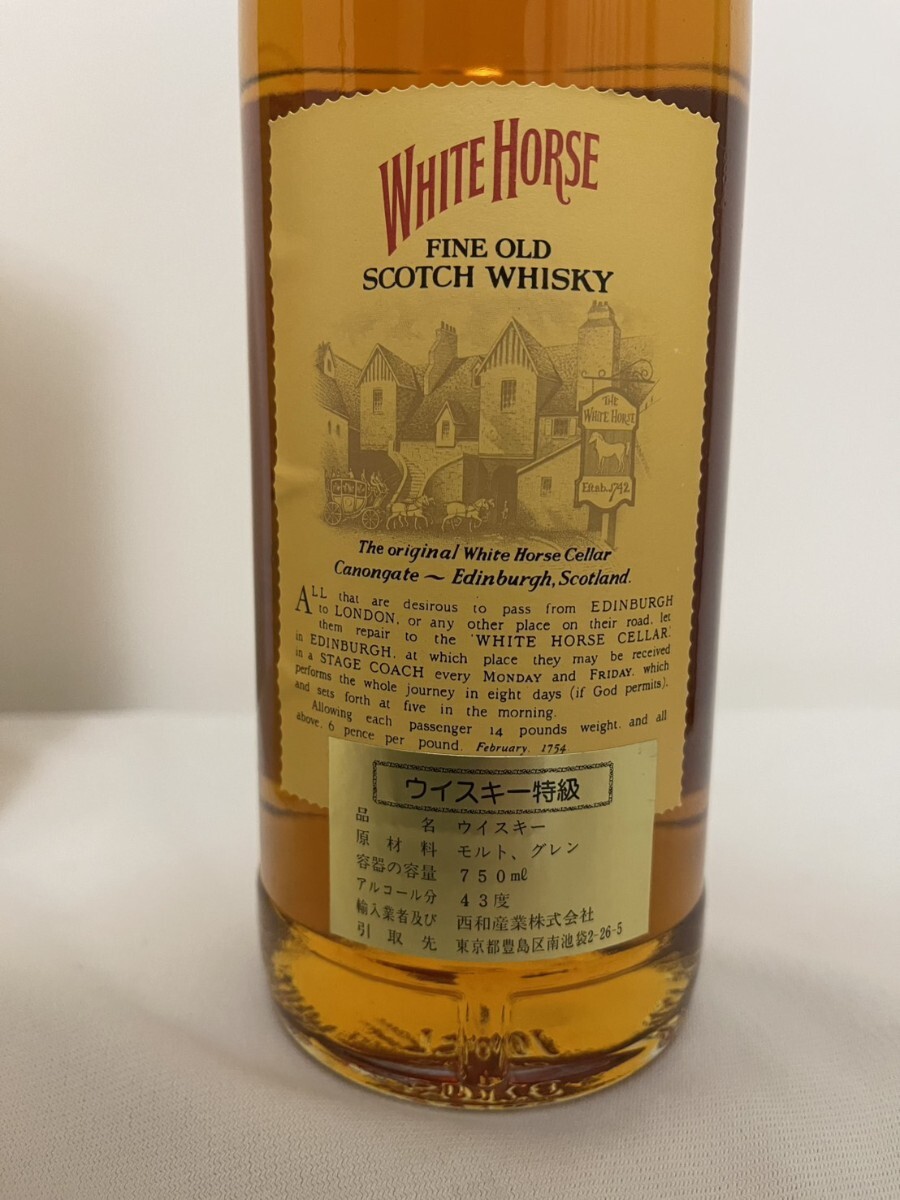 WHITE HORSE
FINE OLD
SCOTCH WHISKY
THE
WHITE HORSE
Estab. 1742
The original White Horse Cellar
Canongate ~ Edinburgh, Scotland.
ALL that are desirous to pass from EDINBURGH
to LONDON, or any other place on their road, let
them repair to the 'WHITE HORSE CELLAR'
in EDINBURGH, at which place they may be received
in a STAGE COACH every MONDAY and FRIDAY, which
performs the whole journey in eight days (if God permits),
and sets forth at five in the morning.
Allowing each passenger 14 pounds weight, and all
above, 6 pence per pound. February, 1754
ウイスキー特級
品名 ウイスキー
原材料 モルト、グレン
容器の容量 750㎖
アルコール分 43度
輸入業者及び 西和産業株式会社
引取先 東京都豊島区南池袋2-26-5